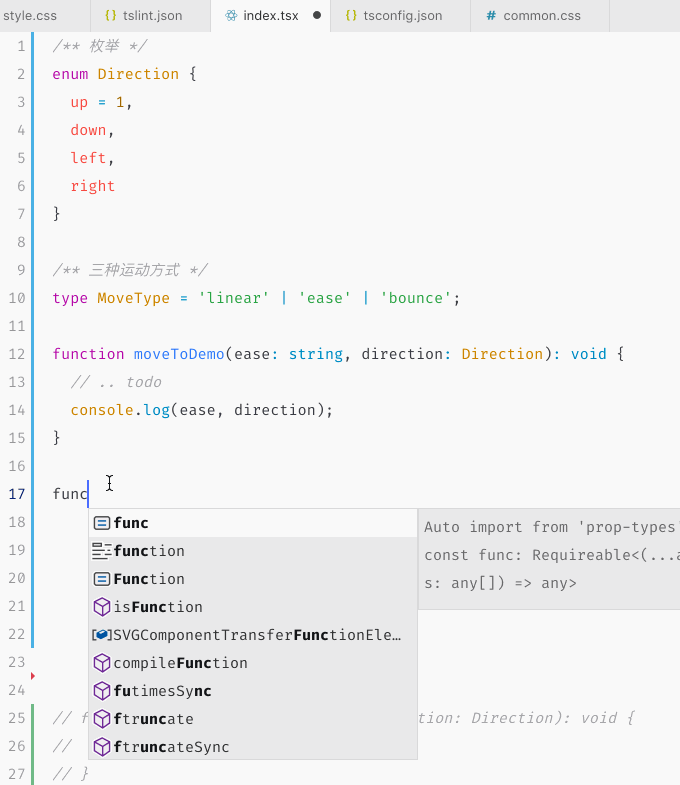 style.css tslint.json index.tsx tsconfig.json # common.css
1 /** 枚举 */
2 enum Direction {
3 up = 1,
4 down,
5 left,
6 right
7 }
8
9 /** 三种运动方式 */
10 type MoveType = 'linear' | 'ease' | 'bounce';
11
12 function moveToDemo(ease: string, direction: Direction): void {
13 // .. todo
14 console.log(ease, direction);
15 }
16
17 func
18 func
Auto import from 'prop-types'
19 function
const func: Requireable<(...a
20 Function
s: any[]) => any>
21 isFunction
22 SVGComponentTransferFunctionEle…
23 compileFunction
24 futimesSync
25 // f ftruncate tion: Direction): void {
26 // ftruncateSync
27 // }